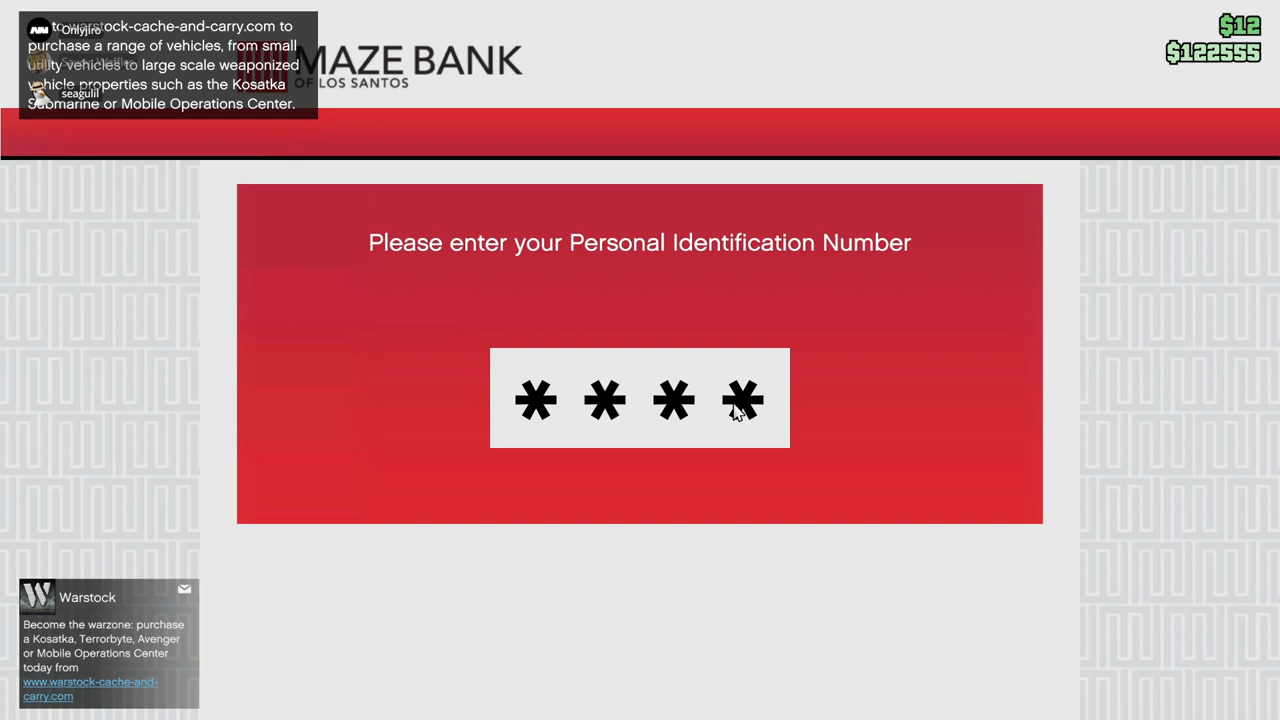 to warstock-cache-and-carry.com to
purchase a range of vehicles, from small
utility vehicles to large scale weaponized
vehicle properties such as the Kosatka
Submarine or Mobile Operations Center.
Onlyjiro
seagulil
MAZE BANK
OF LOS SANTOS
$12
$122555
Please enter your Personal Identification Number
* * * *
Warstock
Become the warzone: purchase
a Kosatka, Terrorbyte, Avenger
or Mobile Operations Center
today from
www.warstock-cache-and-
carry.com